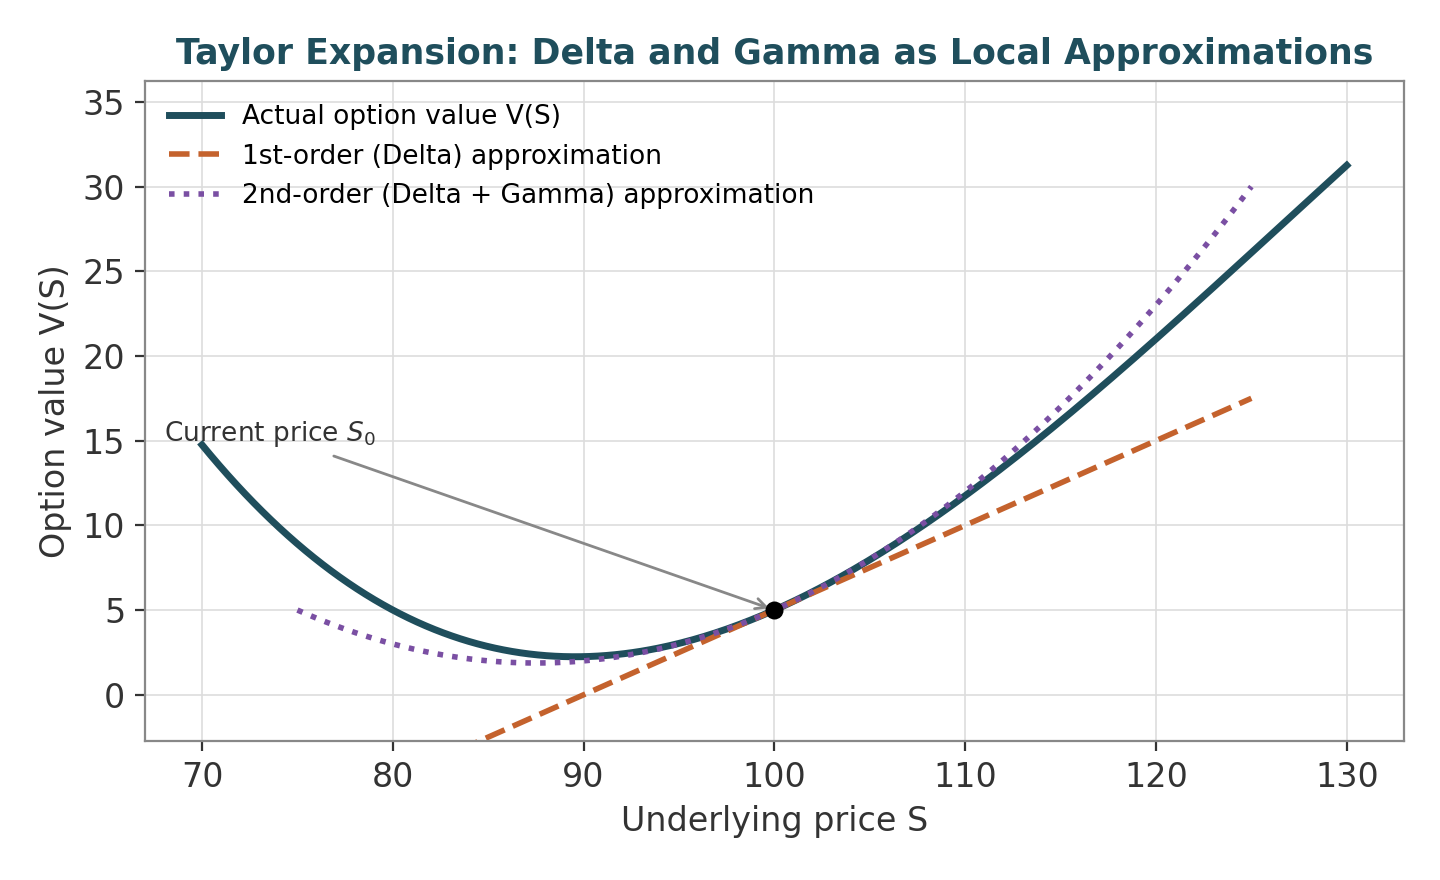 Taylor Expansion: Delta and Gamma as Local Approximations
Actual option value V(S)
1st-order (Delta) approximation
2nd-order (Delta + Gamma) approximation
Current price S₀
Option value V(S)
35
30
25
20
15
10
5
0
70 80 90 100 110 120 130
Underlying price S